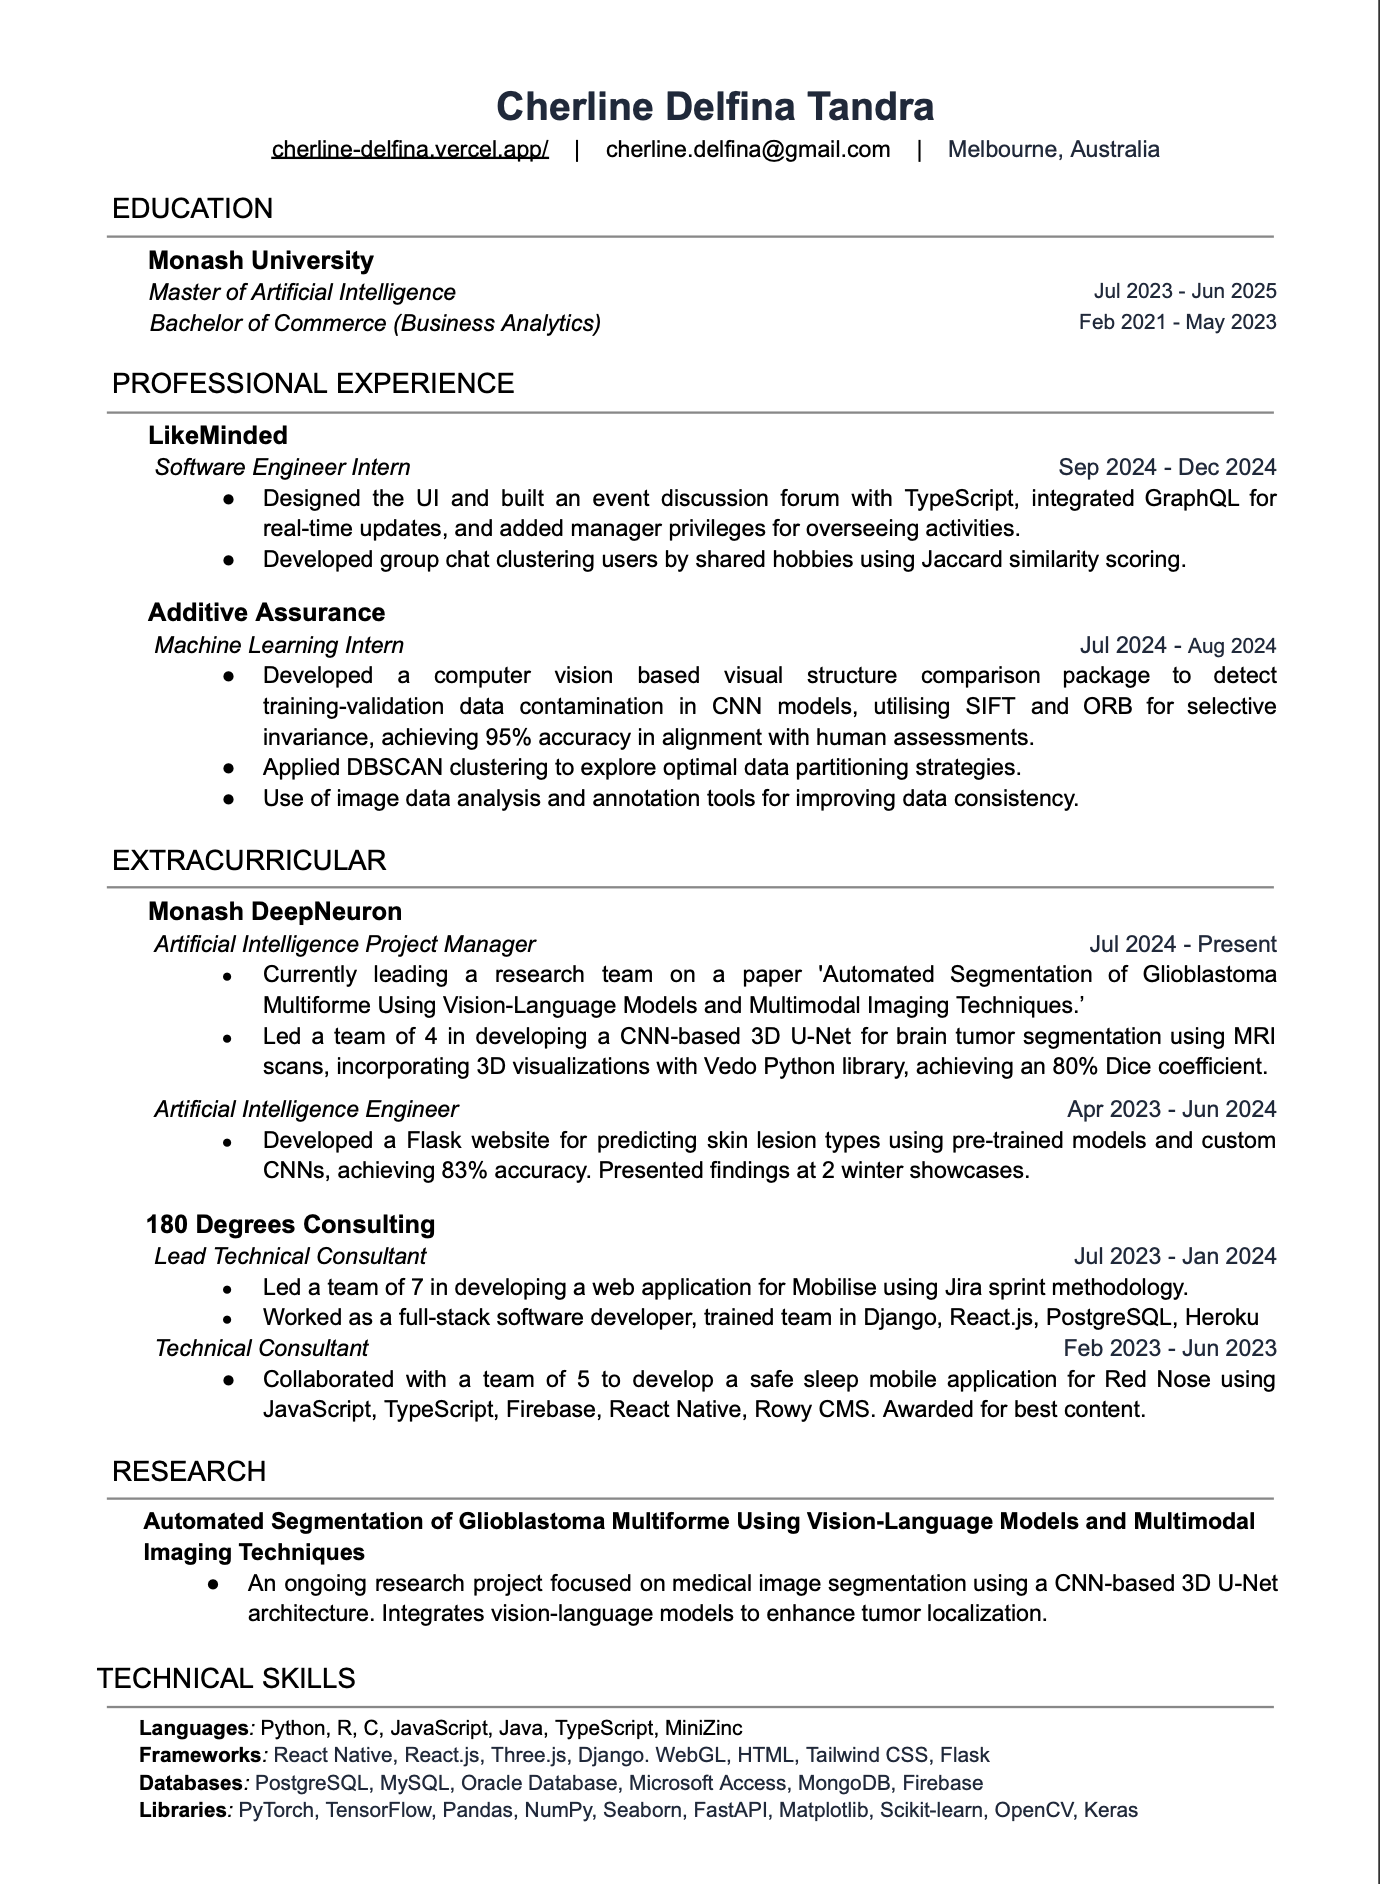 Cherline Delfina Tandra
cherline-delfina.vercel.app/ | cherline.delfina@gmail.com | Melbourne, Australia
EDUCATION
Monash University
Master of Artificial Intelligence Jul 2023 - Jun 2025
Bachelor of Commerce (Business Analytics) Feb 2021 - May 2023
PROFESSIONAL EXPERIENCE
LikeMinded
Software Engineer Intern Sep 2024 - Dec 2024
● Designed the UI and built an event discussion forum with TypeScript, integrated GraphQL for
real-time updates, and added manager privileges for overseeing activities.
● Developed group chat clustering users by shared hobbies using Jaccard similarity scoring.
Additive Assurance
Machine Learning Intern Jul 2024 - Aug 2024
● Developed a computer vision based visual structure comparison package to detect
training-validation data contamination in CNN models, utilising SIFT and ORB for selective
invariance, achieving 95% accuracy in alignment with human assessments.
● Applied DBSCAN clustering to explore optimal data partitioning strategies.
● Use of image data analysis and annotation tools for improving data consistency.
EXTRACURRICULAR
Monash DeepNeuron
Artificial Intelligence Project Manager Jul 2024 - Present
● Currently leading a research team on a paper 'Automated Segmentation of Glioblastoma
Multiforme Using Vision-Language Models and Multimodal Imaging Techniques.’
● Led a team of 4 in developing a CNN-based 3D U-Net for brain tumor segmentation using MRI
scans, incorporating 3D visualizations with Vedo Python library, achieving an 80% Dice coefficient.
Artificial Intelligence Engineer Apr 2023 - Jun 2024
● Developed a Flask website for predicting skin lesion types using pre-trained models and custom
CNNs, achieving 83% accuracy. Presented findings at 2 winter showcases.
180 Degrees Consulting
Lead Technical Consultant Jul 2023 - Jan 2024
● Led a team of 7 in developing a web application for Mobilise using Jira sprint methodology.
● Worked as a full-stack software developer, trained team in Django, React.js, PostgreSQL, Heroku
Technical Consultant Feb 2023 - Jun 2023
● Collaborated with a team of 5 to develop a safe sleep mobile application for Red Nose using
JavaScript, TypeScript, Firebase, React Native, Rowy CMS. Awarded for best content.
RESEARCH
Automated Segmentation of Glioblastoma Multiforme Using Vision-Language Models and Multimodal
Imaging Techniques
● An ongoing research project focused on medical image segmentation using a CNN-based 3D U-Net
architecture. Integrates vision-language models to enhance tumor localization.
TECHNICAL SKILLS
Languages: Python, R, C, JavaScript, Java, TypeScript, MiniZinc
Frameworks: React Native, React.js, Three.js, Django. WebGL, HTML, Tailwind CSS, Flask
Databases: PostgreSQL, MySQL, Oracle Database, Microsoft Access, MongoDB, Firebase
Libraries: PyTorch, TensorFlow, Pandas, NumPy, Seaborn, FastAPI, Matplotlib, Scikit-learn, OpenCV, Keras